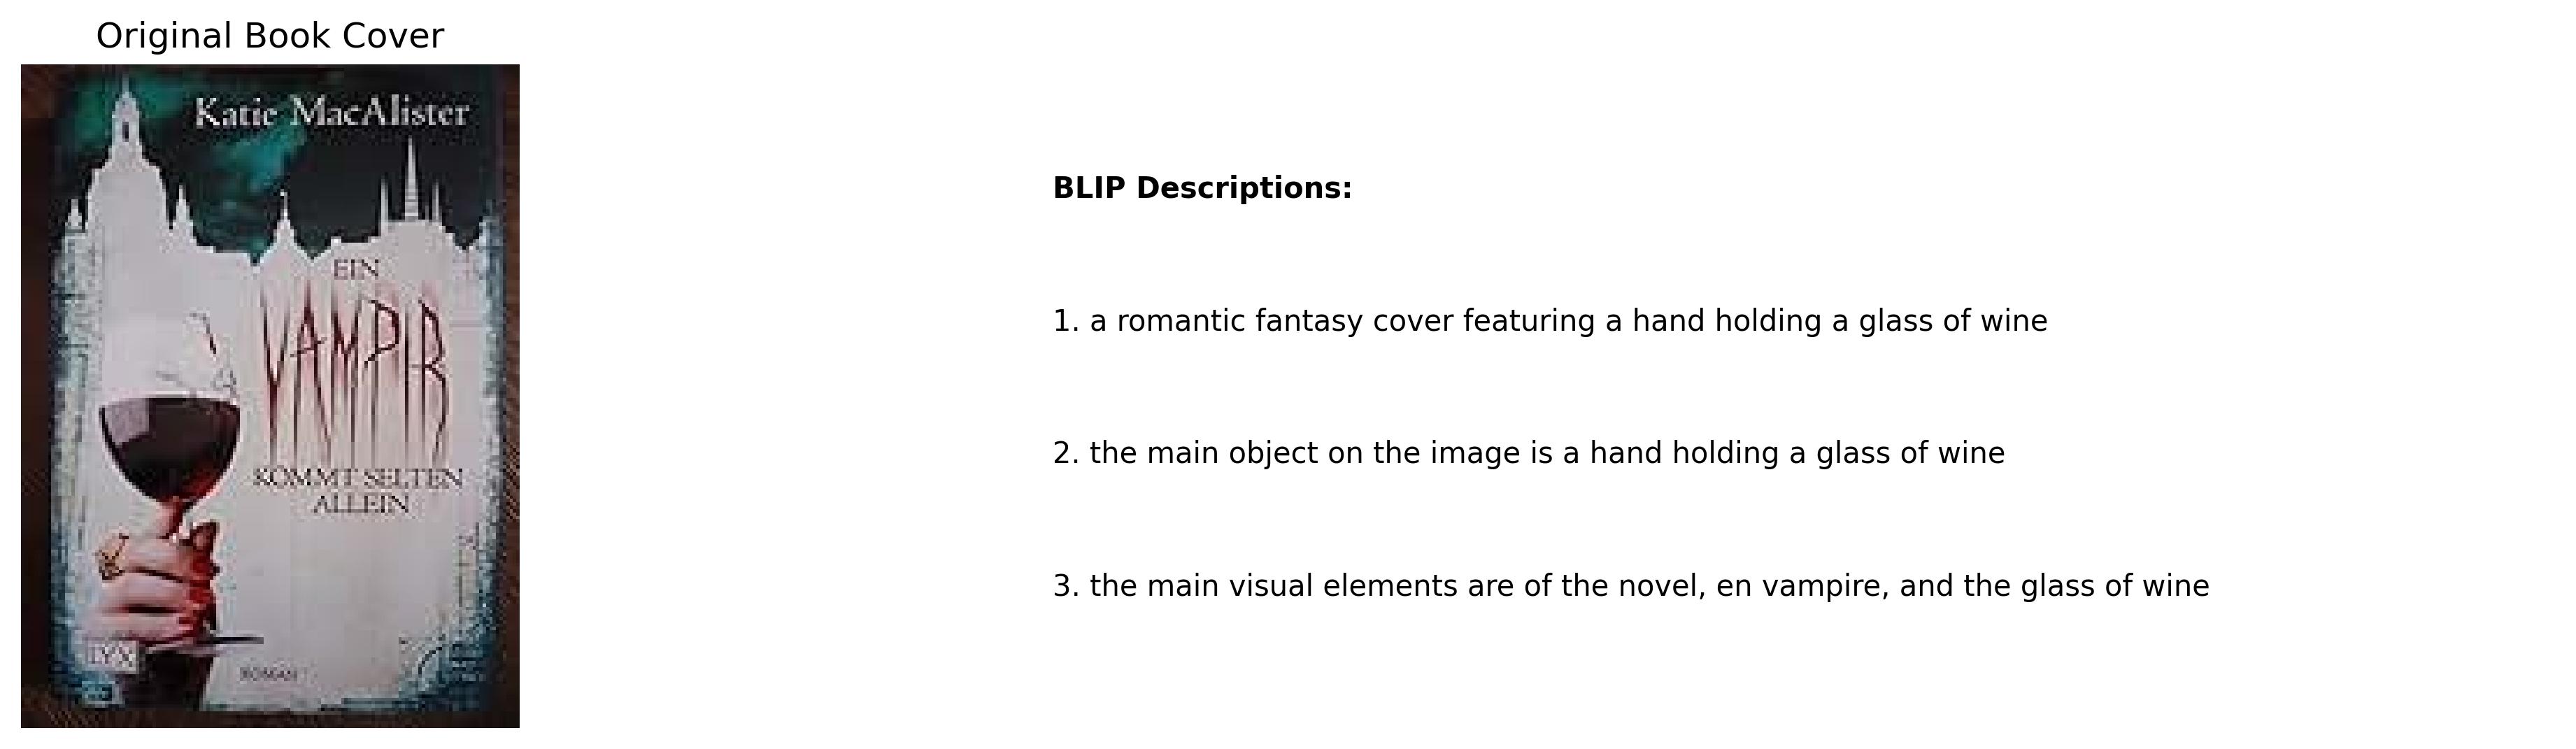 Original Book Cover
Katie MacAlister
EIN
VAMPIR
KOMMT SELTEN
ALLEIN
LYX
ROMAN
BLIP Descriptions:
1. a romantic fantasy cover featuring a hand holding a glass of wine
2. the main object on the image is a hand holding a glass of wine
3. the main visual elements are of the novel, en vampire, and the glass of wine